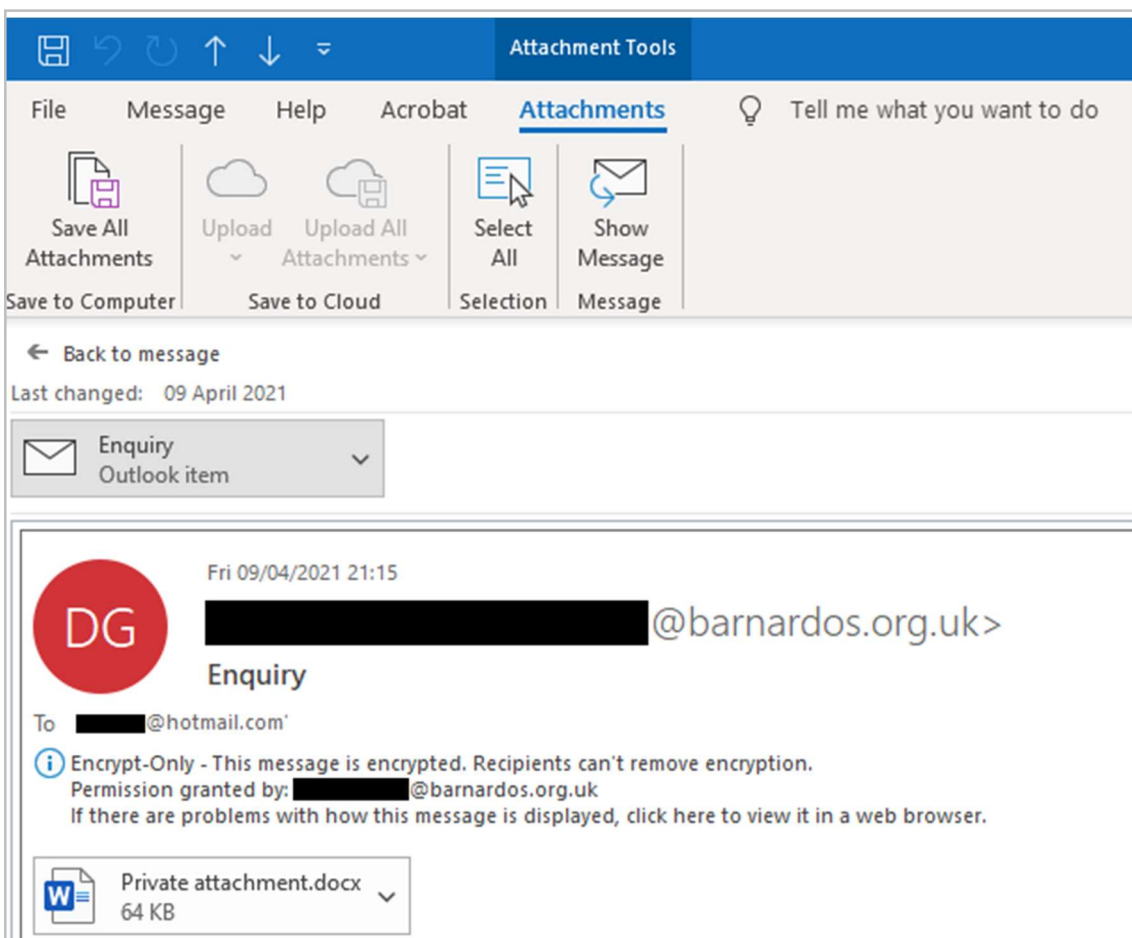 Attachment Tools
File Message Help Acrobat Attachments Tell me what you want to do
Save All Attachments
Upload
Upload All Attachments
Select All
Show Message
Save to Computer Save to Cloud Selection Message
Back to message
Last changed: 09 April 2021
Enquiry
Outlook item
Fri 09/04/2021 21:15
DG
@barnardos.org.uk>
Enquiry
To @hotmail.com'
Encrypt-Only - This message is encrypted. Recipients can't remove encryption.
Permission granted by: @barnardos.org.uk
If there are problems with how this message is displayed, click here to view it in a web browser.
Private attachment.docx
64 KB